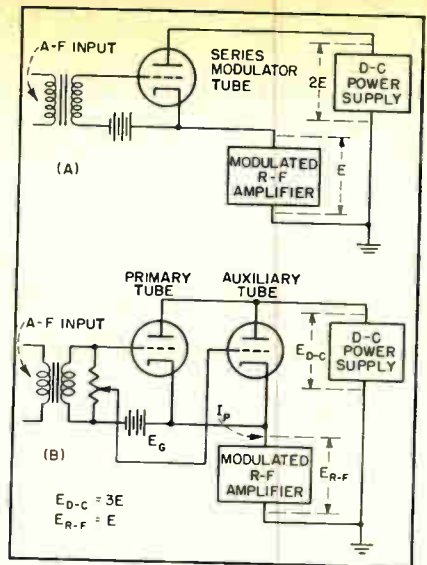 A-F INPUT
SERIES
MODULATOR
TUBE
2E
D-C
POWER
SUPPLY
(A)
MODULATED
R-F
AMPLIFIER
E
PRIMARY
TUBE
AUXILIARY
TUBE
A-F INPUT
E_D-C
D-C
POWER
SUPPLY
I_P
E_G
(B)
MODULATED
R-F
AMPLIFIER
E_R-F
E_D-C = 3E
E_R-F = E